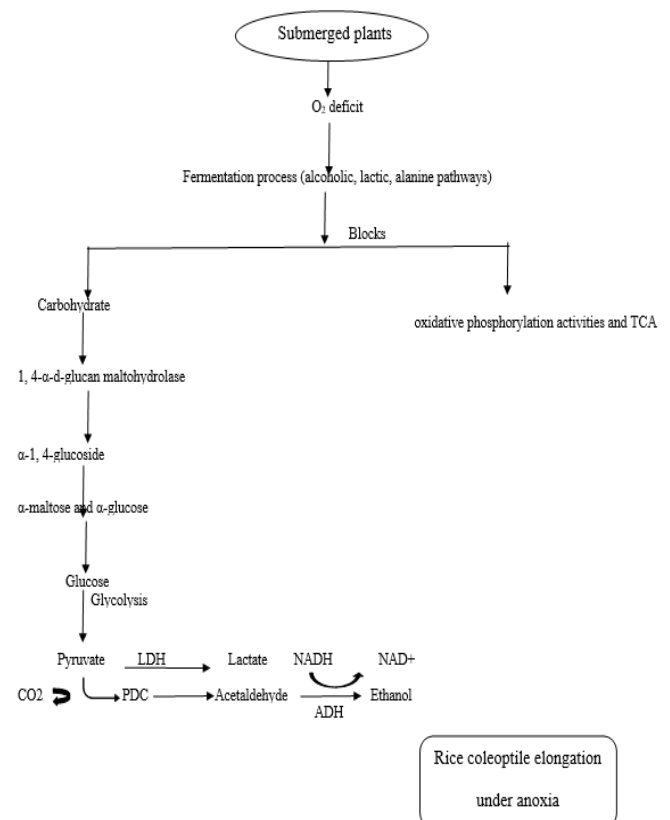 Submerged plants
O₂ deficit
Fermentation process (alcoholic, lactic, alanine pathways)
Blocks
Carbohydrate
oxidative phosphorylation activities and TCA
1, 4-α-d-glucan maltohydrolase
α-1, 4-glucoside
α-maltose and α-glucose
Glucose
Glycolysis
Pyruvate LDH Lactate NADH NAD+
CO2 PDC Acetaldehyde ADH Ethanol
Rice coleoptile elongation
under anoxia